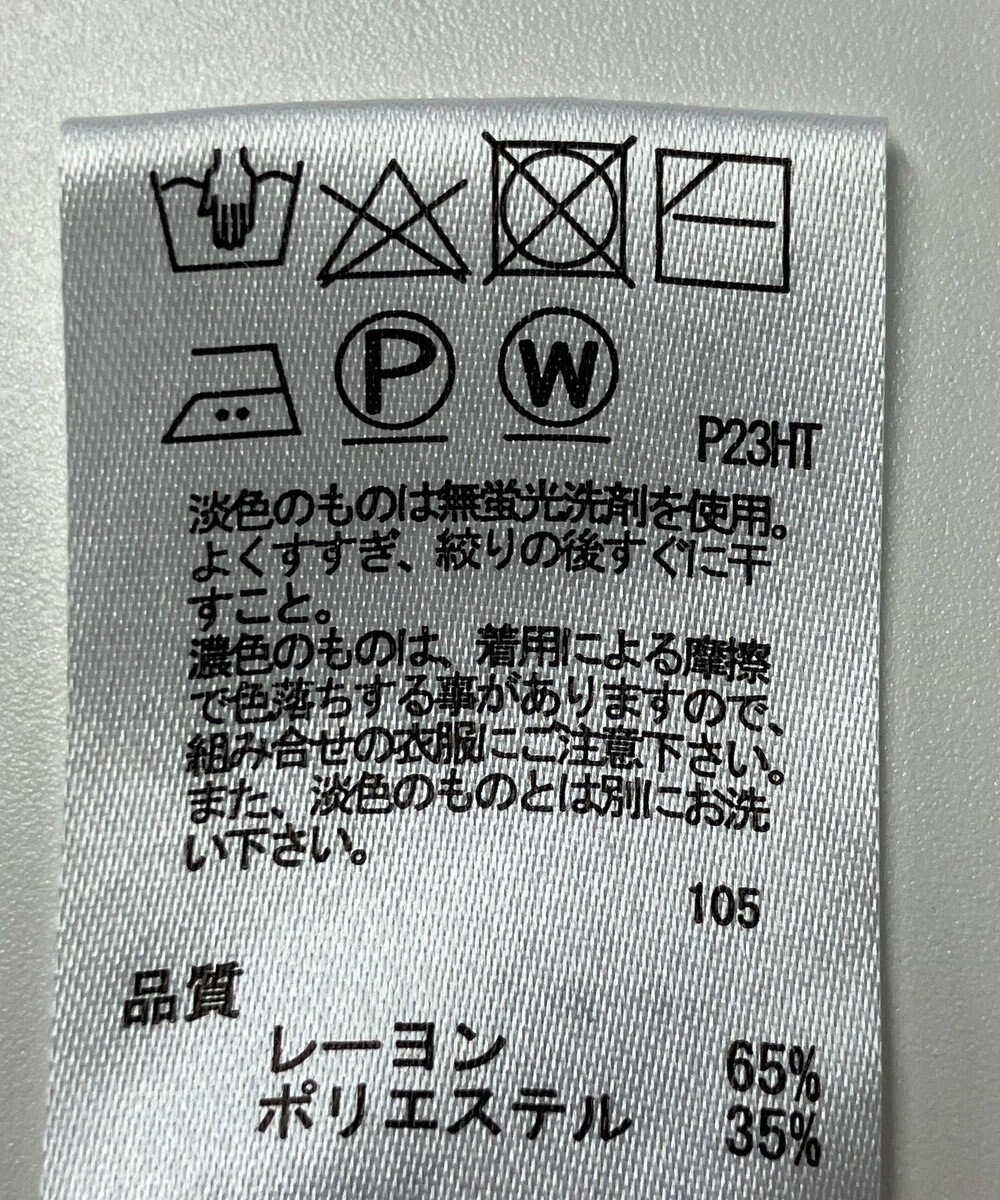 P
W
P23HT
淡色のものは無蛍光洗剤を使用。
よくすすぎ、絞りの後すぐに干
すこと。
濃色のものは、着用による摩擦
で色落ちする事がありますので、
組み合せの衣服にご注意下さい。
また、淡色のものとは別にお洗
い下さい。
105
品質
レーヨン 65%
ポリエステル 35%